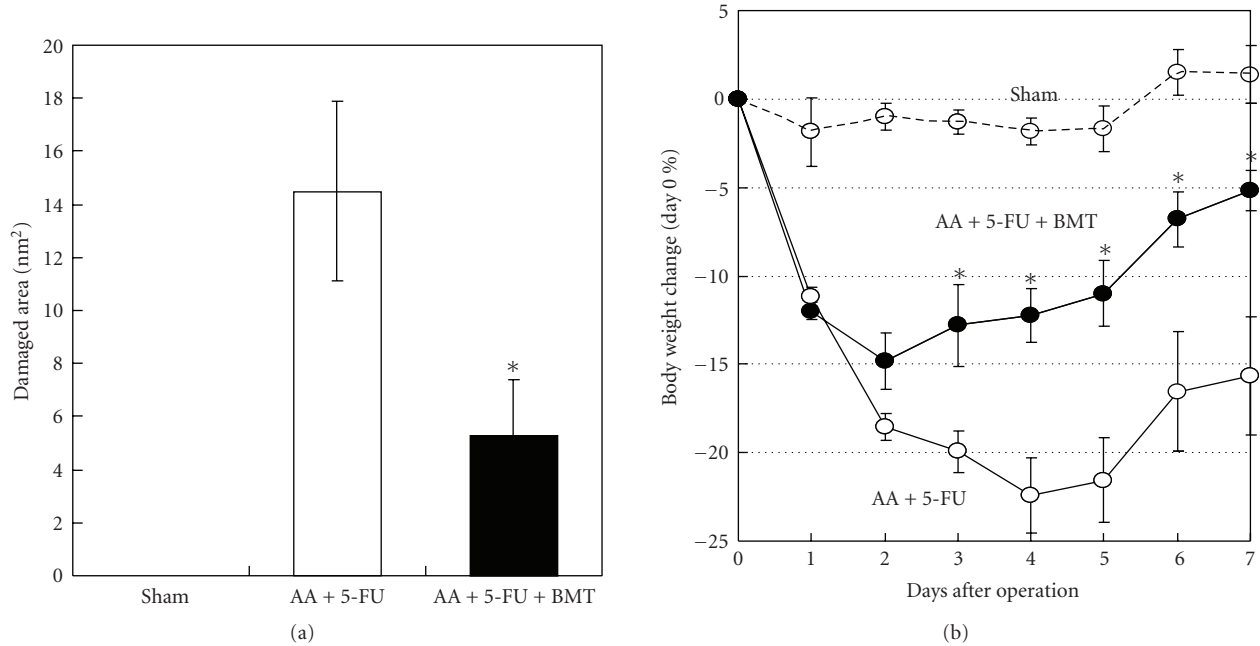 20
18
16
14
12
10
8
6
4
2
0
Damaged area (nm²)
*
Sham
AA + 5-FU
AA + 5-FU + BMT
(a)
5
0
−5
−10
−15
−20
−25
Body weight change (day 0 %)
Sham
AA + 5-FU + BMT
AA + 5-FU
*
*
*
*
*
0
1
2
3
4
5
6
7
Days after operation
(b)